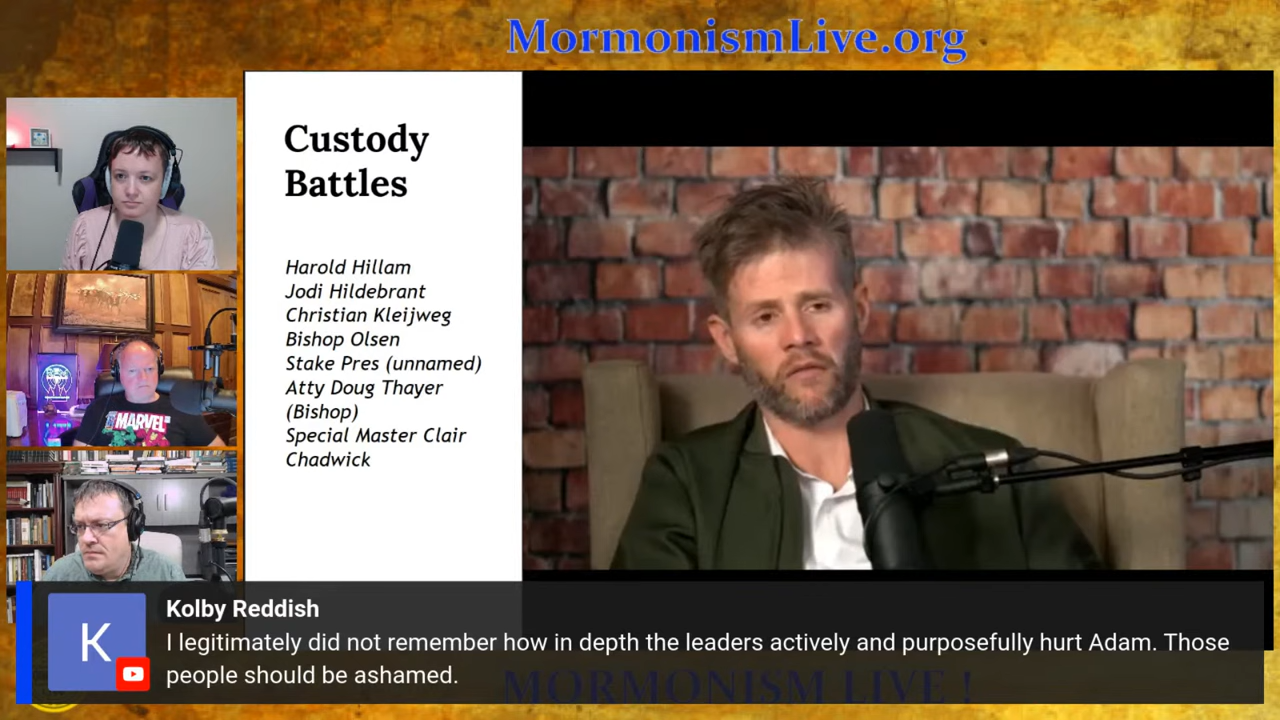 MormonismLive.org
Custody
Battles
Harold Hillam
Jodi Hildebrant
Christian Kleijweg
Bishop Olsen
Stake Pres (unnamed)
Atty Doug Thayer
(Bishop)
Special Master Clair
Chadwick
MARVEL
K
Kolby Reddish
I legitimately did not remember how in depth the leaders actively and purposefully hurt Adam. Those
people should be ashamed.
MORMONISM LIVE !